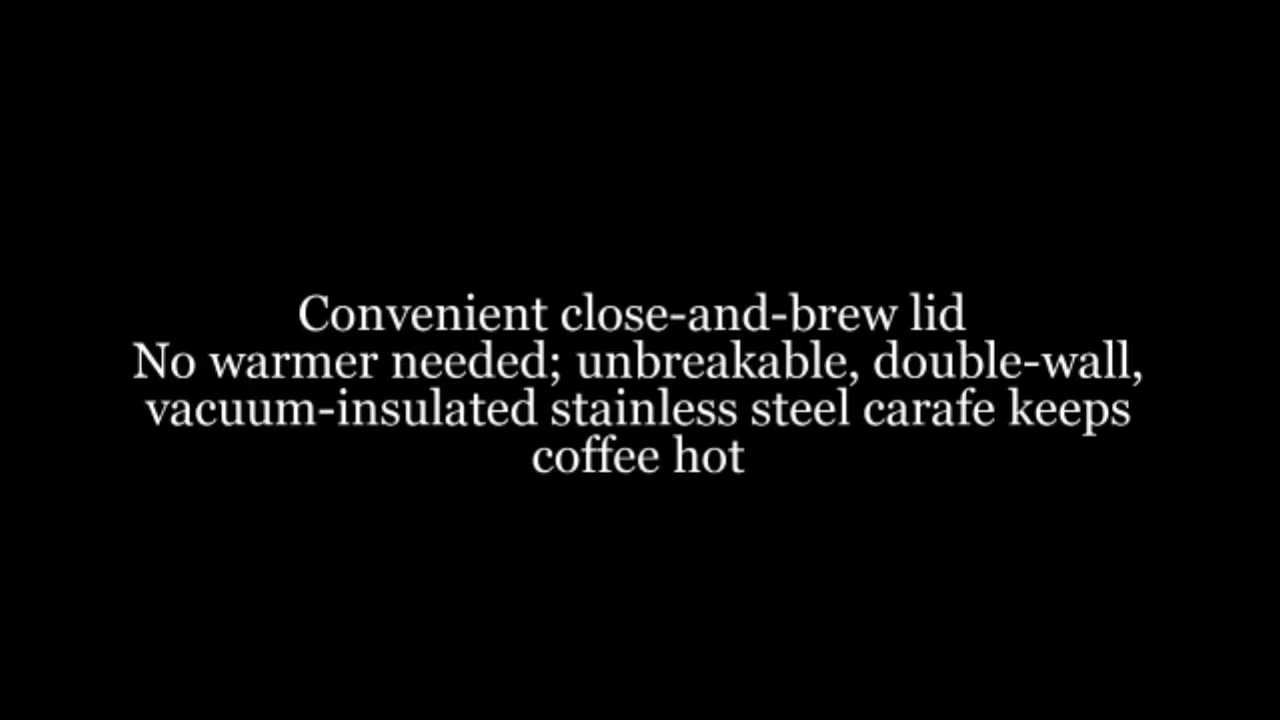 Convenient close-and-brew lid
No warmer needed; unbreakable, double-wall,
vacuum-insulated stainless steel carafe keeps
coffee hot